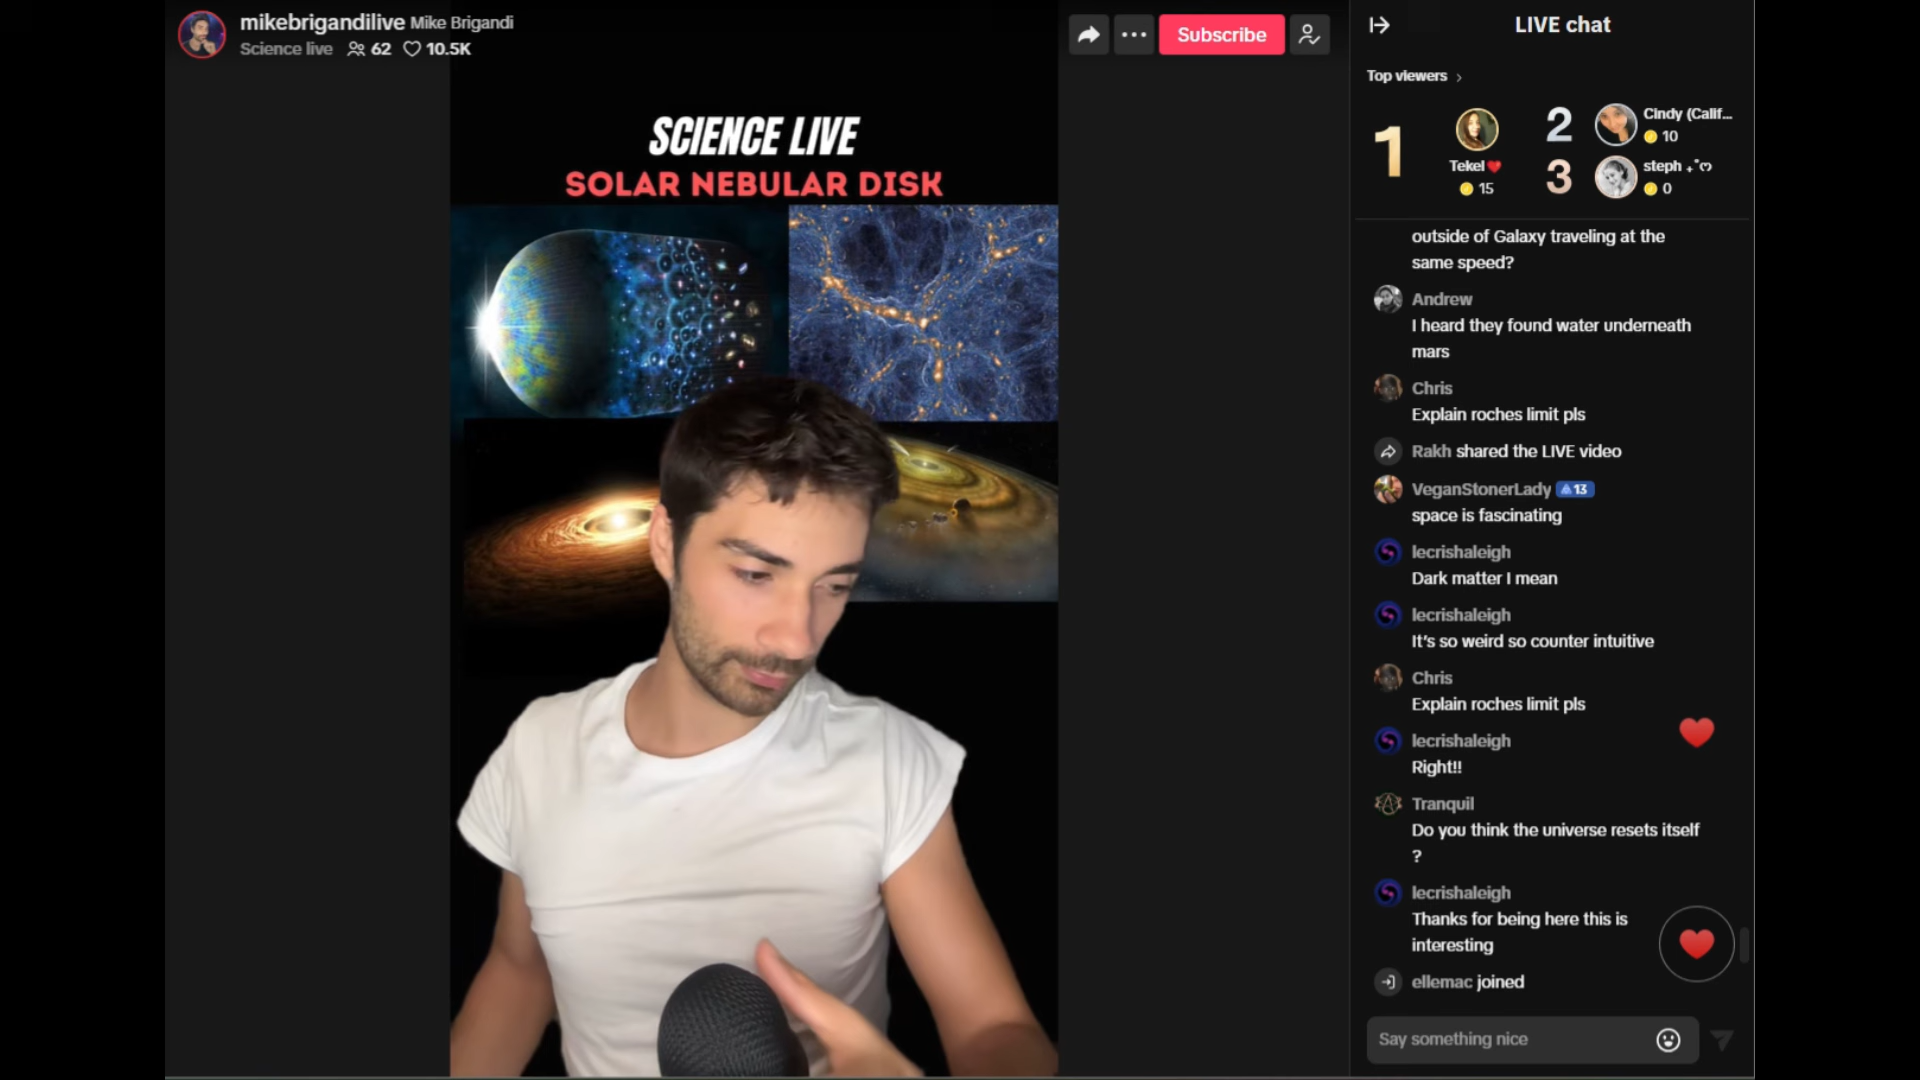 mikebrigandilive Mike Brigandi
Science live 62 10.5K
Subscribe
SCIENCE LIVE
SOLAR NEBULAR DISK
LIVE chat
Top viewers
1
Tekel❤️
15
2
Cindy (Calif...
10
3
steph ₊˚ෆ
0
outside of Galaxy traveling at the
same speed?
Andrew
I heard they found water underneath
mars
Chris
Explain roches limit pls
Rakh shared the LIVE video
VeganStonerLady 13
space is fascinating
lecrishaleigh
Dark matter I mean
lecrishaleigh
It's so weird so counter intuitive
Chris
Explain roches limit pls
lecrishaleigh
Right!!
Tranquil
Do you think the universe resets itself
?
lecrishaleigh
Thanks for being here this is
interesting
ellemac joined
Say something nice